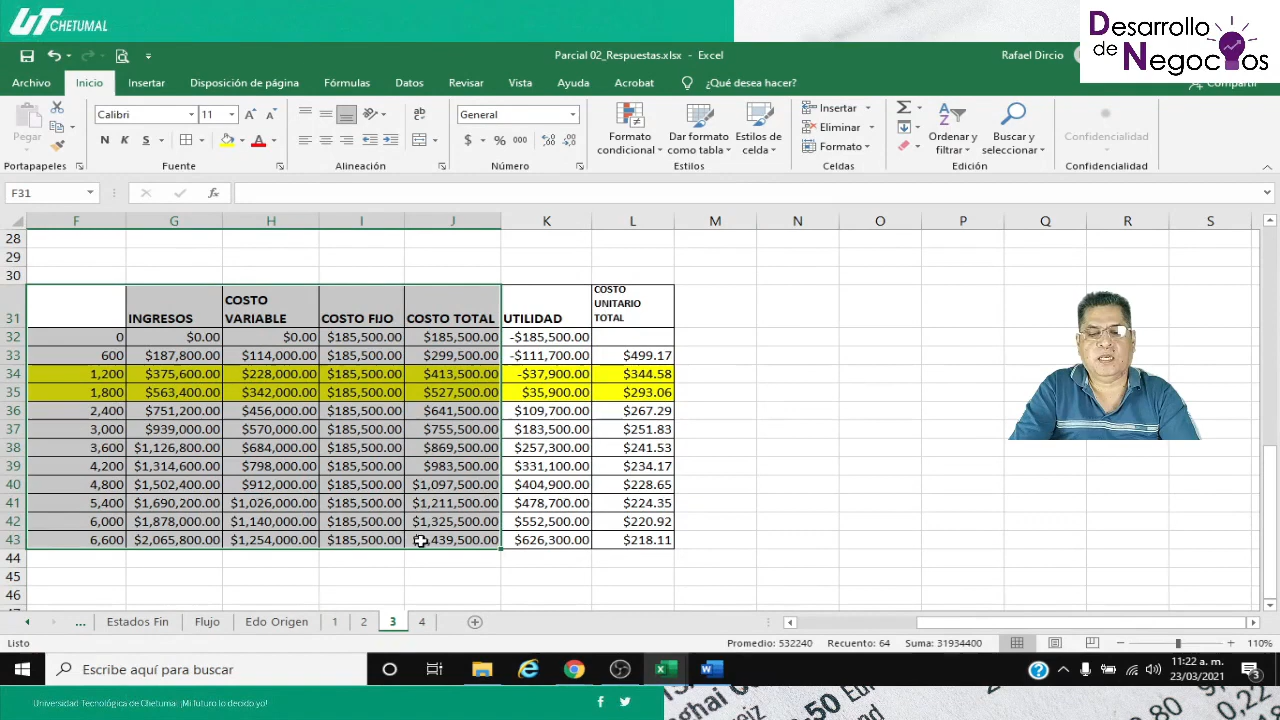 UT CHETUMAL
Desarrollo de Negocios
Parcial 02_Respuestas.xlsx - Excel
Rafael Dircio
Archivo Inicio Insertar Disposición de página Fórmulas Datos Revisar Vista Ayuda Acrobat ¿Qué desea hacer? Compartir
Pegar Calibri 11 N K S General $ % 000
Formato condicional Dar formato como tabla Estilos de celda
Insertar
Eliminar
Formato
Ordenar y filtrar Buscar y seleccionar Confidencialidad
Portapapeles Fuente Alineación Número Estilos Celdas Edición Confidencialidad
F31 fx
F G H I J K L M N O P Q R S
28
29
30
31 INGRESOS COSTO VARIABLE COSTO FIJO COSTO TOTAL UTILIDAD COSTO UNITARIO TOTAL
32 0 $0.00 $0.00 $185,500.00 $185,500.00 -$185,500.00
33 600 $187,800.00 $114,000.00 $185,500.00 $299,500.00 -$111,700.00 $499.17
34 1,200 $375,600.00 $228,000.00 $185,500.00 $413,500.00 -$37,900.00 $344.58
35 1,800 $563,400.00 $342,000.00 $185,500.00 $527,500.00 $35,900.00 $293.06
36 2,400 $751,200.00 $456,000.00 $185,500.00 $641,500.00 $109,700.00 $267.29
37 3,000 $939,000.00 $570,000.00 $185,500.00 $755,500.00 $183,500.00 $251.83
38 3,600 $1,126,800.00 $684,000.00 $185,500.00 $869,500.00 $257,300.00 $241.53
39 4,200 $1,314,600.00 $798,000.00 $185,500.00 $983,500.00 $331,100.00 $234.17
40 4,800 $1,502,400.00 $912,000.00 $185,500.00 $1,097,500.00 $404,900.00 $228.65
41 5,400 $1,690,200.00 $1,026,000.00 $185,500.00 $1,211,500.00 $478,700.00 $224.35
42 6,000 $1,878,000.00 $1,140,000.00 $185,500.00 $1,325,500.00 $552,500.00 $220.92
43 6,600 $2,065,800.00 $1,254,000.00 $185,500.00 439,500.00 $626,300.00 $218.11
44
45
46
... Estados Fin Flujo Edo Origen 1 2 3 4
Listo Promedio: 532240 Recuento: 64 Suma: 31934400 110%
Escribe aquí para buscar
11:22 a. m.
23/03/2021
3
Universidad Tecnológica de Chetumal: ¡Mi futuro lo decido yo!